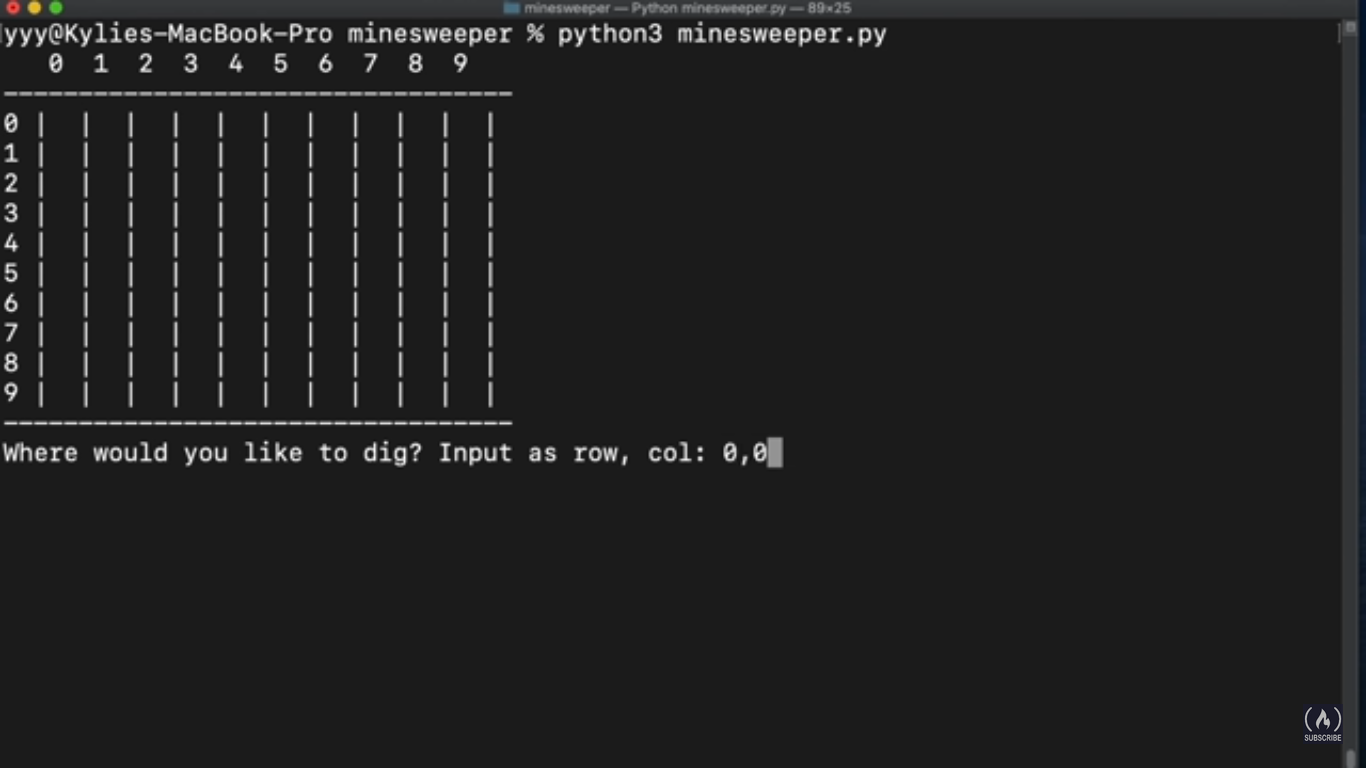 minesweeper — Python minesweeper.py — 89×25
yyy@Kylies-MacBook-Pro minesweeper % python3 minesweeper.py
0 1 2 3 4 5 6 7 8 9
----------------------------------
0 | | | | | | | | | | |
1 | | | | | | | | | | |
2 | | | | | | | | | | |
3 | | | | | | | | | | |
4 | | | | | | | | | | |
5 | | | | | | | | | | |
6 | | | | | | | | | | |
7 | | | | | | | | | | |
8 | | | | | | | | | | |
9 | | | | | | | | | | |
----------------------------------
Where would you like to dig? Input as row, col: 0,0
SUBSCRIBE